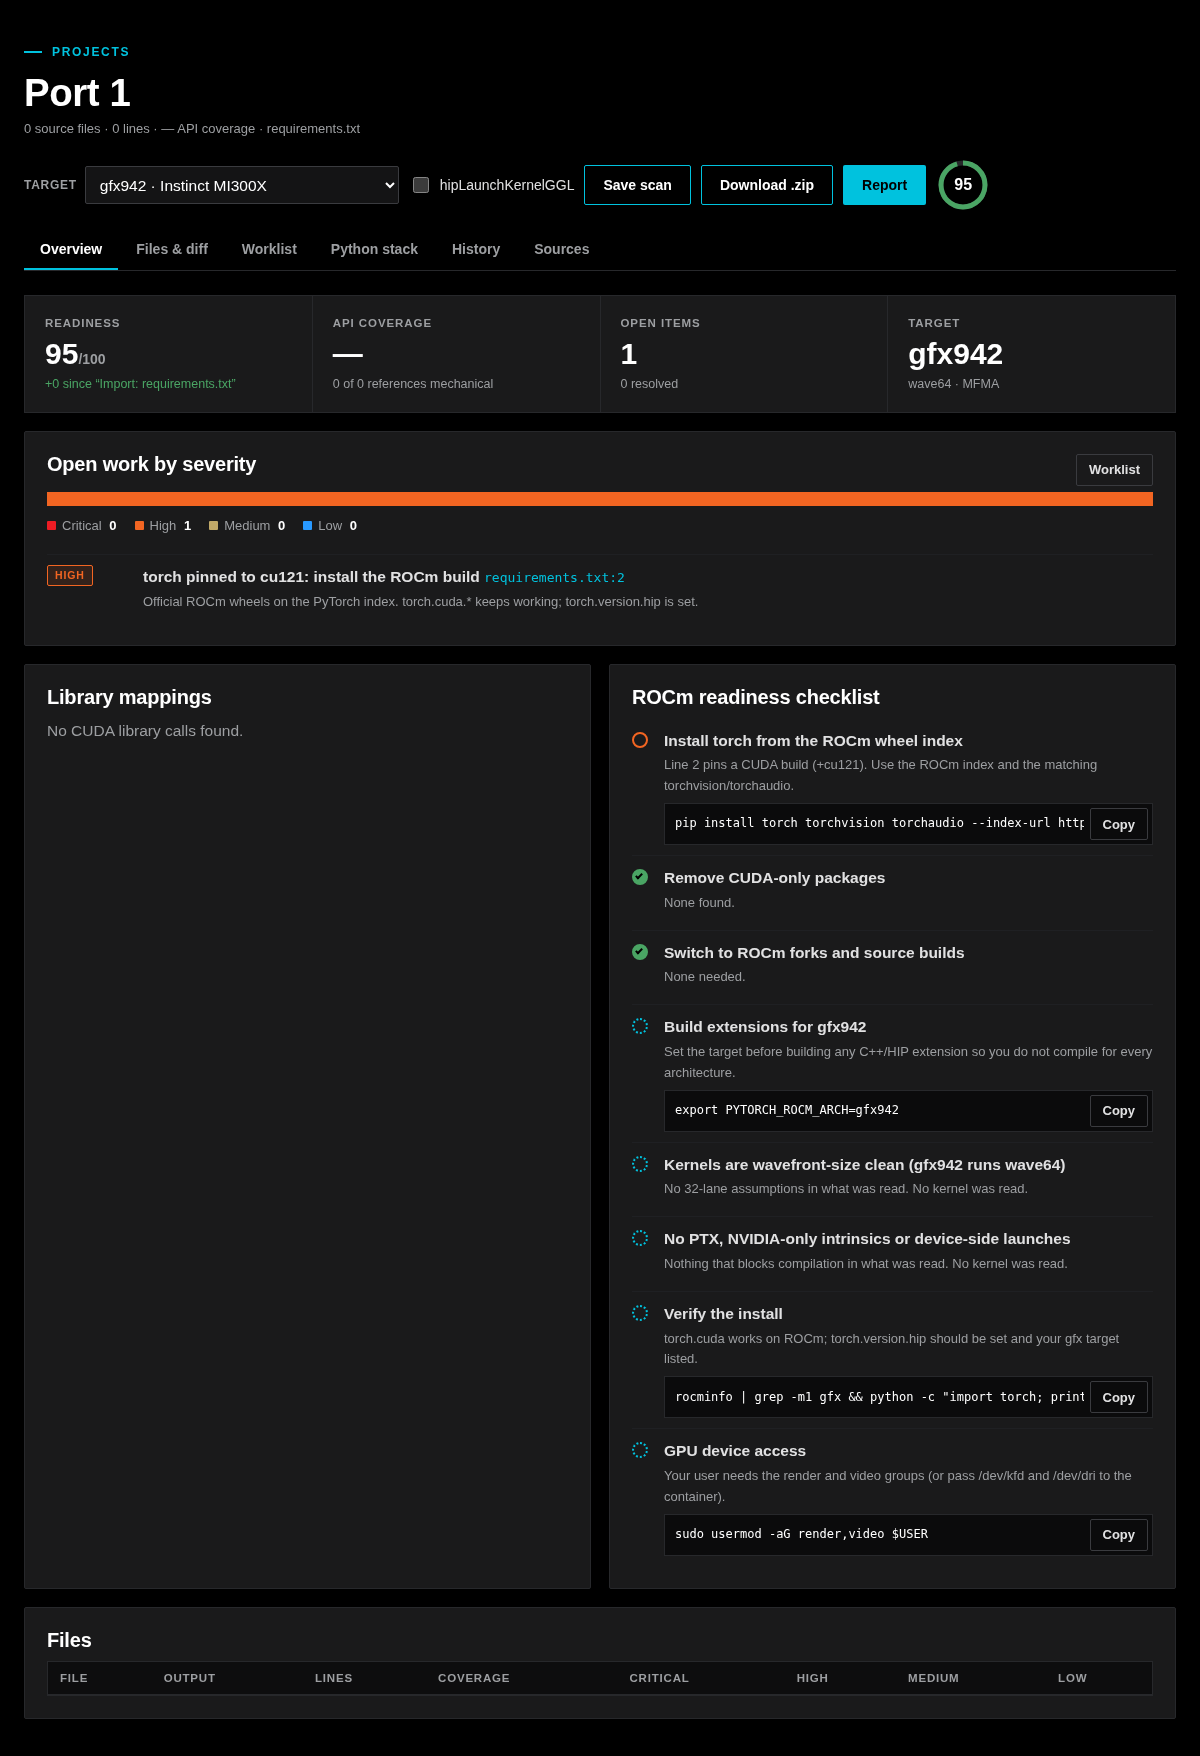 PROJECTS
Port 1
0 source files · 0 lines · — API coverage · requirements.txt
TARGET gfx942 · Instinct MI300X hipLaunchKernelGGL Save scan Download .zip Report 95
Overview Files & diff Worklist Python stack History Sources
READINESS API COVERAGE OPEN ITEMS TARGET
95/100 — 1 gfx942
+0 since “Import: requirements.txt” 0 of 0 references mechanical 0 resolved wave64 · MFMA
Open work by severity
Worklist
Critical 0 High 1 Medium 0 Low 0
HIGH torch pinned to cu121: install the ROCm build requirements.txt:2
Official ROCm wheels on the PyTorch index. torch.cuda.* keeps working; torch.version.hip is set.
Library mappings
No CUDA library calls found.
ROCm readiness checklist
Install torch from the ROCm wheel index
Line 2 pins a CUDA build (+cu121). Use the ROCm index and the matching
torchvision/torchaudio.
pip install torch torchvision torchaudio --index-url http Copy
Remove CUDA-only packages
None found.
Switch to ROCm forks and source builds
None needed.
Build extensions for gfx942
Set the target before building any C++/HIP extension so you do not compile for every
architecture.
export PYTORCH_ROCM_ARCH=gfx942 Copy
Kernels are wavefront-size clean (gfx942 runs wave64)
No 32-lane assumptions in what was read. No kernel was read.
No PTX, NVIDIA-only intrinsics or device-side launches
Nothing that blocks compilation in what was read. No kernel was read.
Verify the install
torch.cuda works on ROCm; torch.version.hip should be set and your gfx target
listed.
rocminfo | grep -m1 gfx && python -c "import torch; print Copy
GPU device access
Your user needs the render and video groups (or pass /dev/kfd and /dev/dri to the
container).
sudo usermod -aG render,video $USER Copy
Files
FILE OUTPUT LINES COVERAGE CRITICAL HIGH MEDIUM LOW